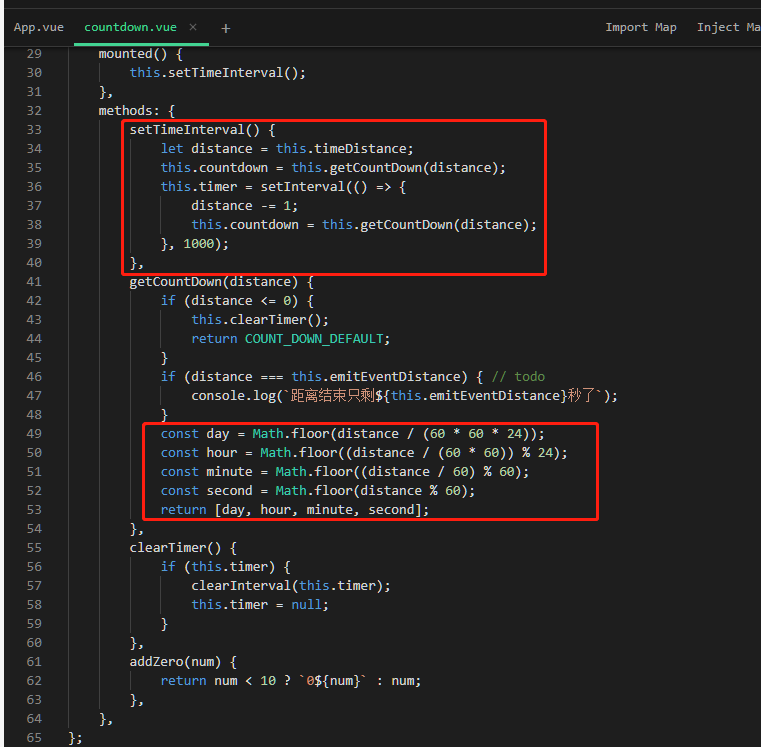 App.vue countdown.vue × + Import Map Inject Ma
29 mounted() {
30 this.setTimeInterval();
31 },
32 methods: {
33 setTimeInterval() {
34 let distance = this.timeDistance;
35 this.countdown = this.getCountDown(distance);
36 this.timer = setInterval(() => {
37 distance -= 1;
38 this.countdown = this.getCountDown(distance);
39 }, 1000);
40 },
41 getCountDown(distance) {
42 if (distance <= 0) {
43 this.clearTimer();
44 return COUNT_DOWN_DEFAULT;
45 }
46 if (distance === this.emitEventDistance) { // todo
47 console.log(`距离结束只剩${this.emitEventDistance}秒了`);
48 }
49 const day = Math.floor(distance / (60 * 60 * 24));
50 const hour = Math.floor((distance / (60 * 60)) % 24);
51 const minute = Math.floor((distance / 60) % 60);
52 const second = Math.floor(distance % 60);
53 return [day, hour, minute, second];
54 },
55 clearTimer() {
56 if (this.timer) {
57 clearInterval(this.timer);
58 this.timer = null;
59 }
60 },
61 addZero(num) {
62 return num < 10 ? `0${num}` : num;
63 },
64 },
65 };